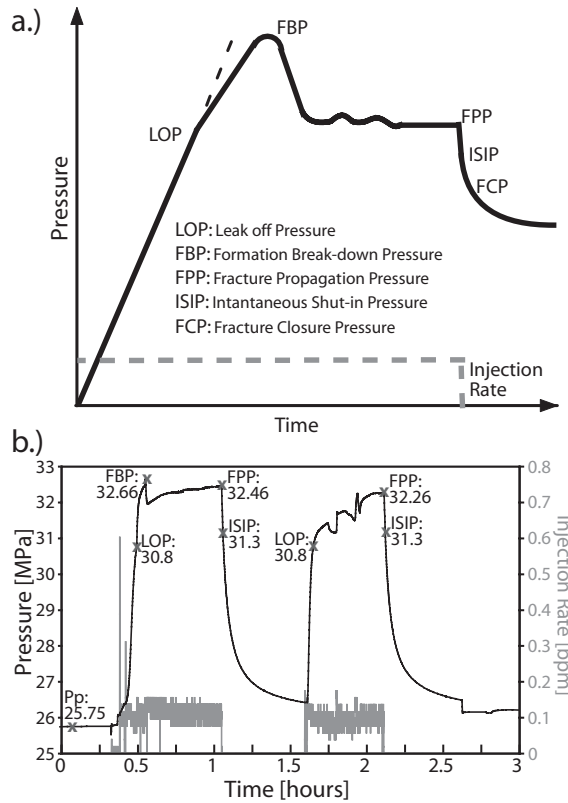 a.)
FBP
LOP
FPP
ISIP
FCP
Pressure
LOP: Leak off Pressure
FBP: Formation Break-down Pressure
FPP: Fracture Propagation Pressure
ISIP: Intantaneous Shut-in Pressure
FCP: Fracture Closure Pressure
Injection
Rate
Time
b.)
33
32
31
30
29
28
27
26
25
Pressure [MPa]
FBP:
32.66
FPP:
32.46
FPP:
32.26
LOP:
30.8
ISIP:
31.3
LOP:
30.8
ISIP:
31.3
Pp:
25.75
0.8
0.7
0.6
0.5
0.4
0.3
0.2
0.1
0
Injection Rate [ppm]
0 0.5 1 1.5 2 2.5 3
Time [hours]